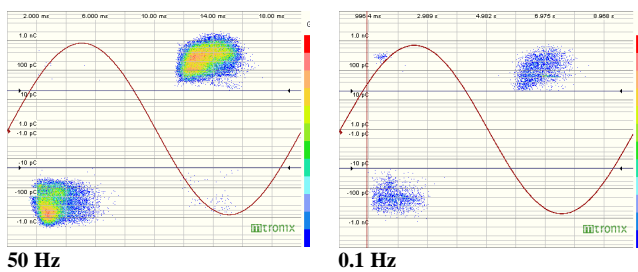 2.000 ms 6.000 ms 10.00 ms 14.00 ms 18.00 ms
1.0 nC
100 pC
10 pC
1.0 pC
-1.0 pC
-10 pC
-100 pC
-1.0 nC
mtronix
50 Hz
996.4 ms 2.989 s 4.982 s 6.975 s 8.968 s
1.0 nC
100 pC
10 pC
1.0 pC
-1.0 pC
-10 pC
-100 pC
-1.0 nC
mtronix
0.1 Hz